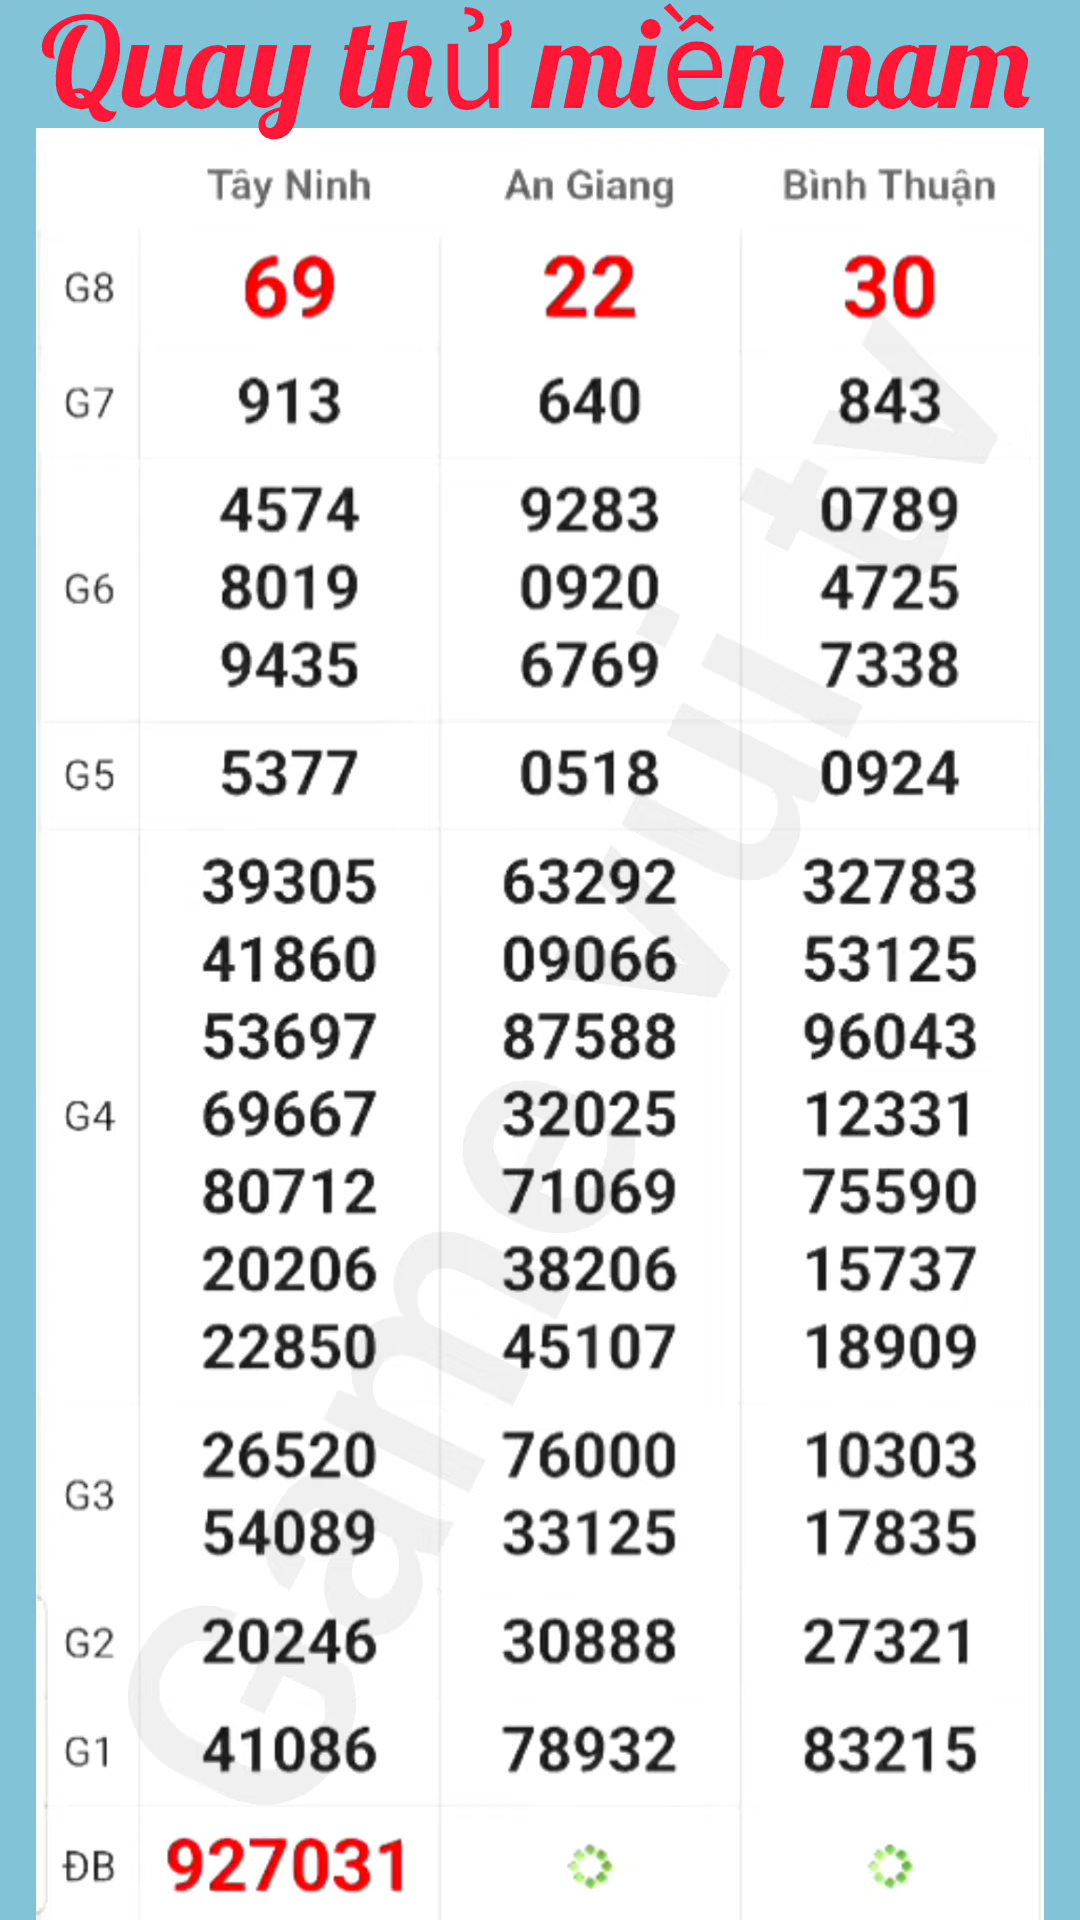 Quay thử miền nam
Tây Ninh An Giang Bình Thuận
G8 69 22 30
G7 913 640 843
4574 9283 0789
G6 8019 0920 4725
9435 6769 7338
G5 5377 0518 0924
39305 63292 32783
41860 09066 53125
53697 87588 96043
G4 69667 32025 12331
80712 71069 75590
20206 38206 15737
22850 45107 18909
26520 76000 10303
G3
54089 33125 17835
G2 20246 30888 27321
G1 41086 78932 83215
ĐB 927031
Game vui tv